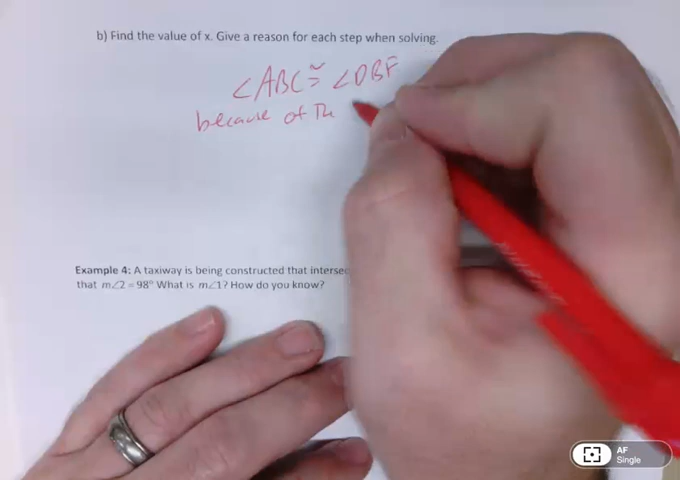 b) Find the value of x. Give a reason for each step when solving.
∠ABC ≅ ∠DBF
because of Th
Example 4: A taxiway is being constructed that intersec
that m∠2 = 98° What is m∠1? How do you know?
AF
Single